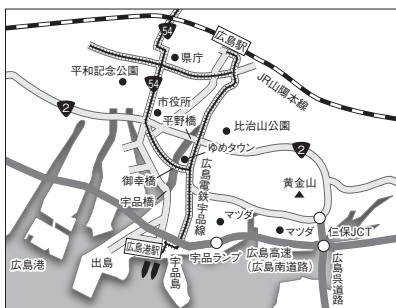 54
広島駅
県庁
JR山陽本線
平和記念公園
54
市役所
2
平野橋
比治山公園
ゆめタウン
2
御幸橋
広島電鉄宇品線
黄金山
宇品橋
マツダ
マツダ
仁保JCT
広島港駅
広島港
出島
宇品島
宇品ランプ
広島高速
(広島南道路)
広島呉道路